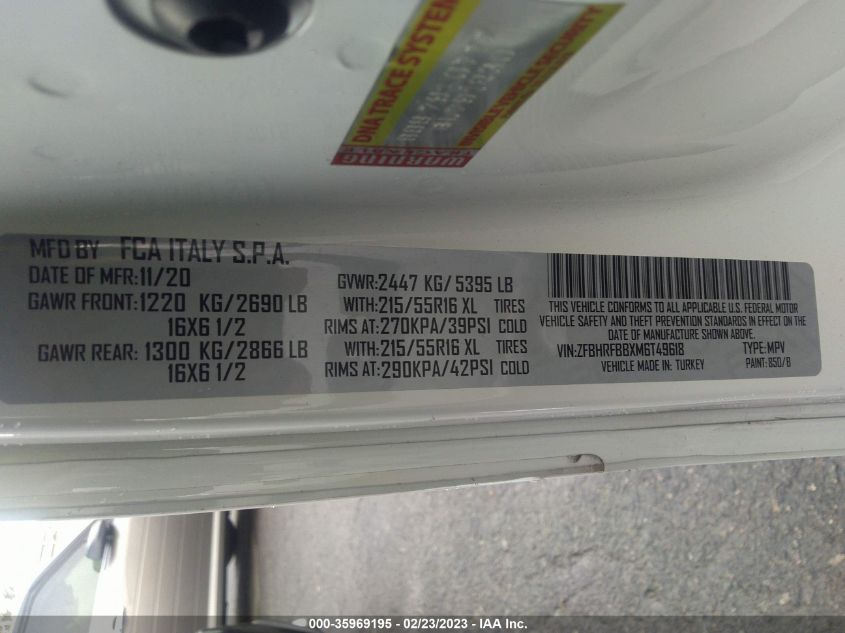 DNA TRACE SYSTEM
INVISIBLE VEHICLE SECURITY
WARNING
MFD BY FCA ITALY S.P.A.
DATE OF MFR:11/20
GAWR FRONT:1220 KG/2690 LB
16X6 1/2
GAWR REAR: 1300 KG/2866 LB
16X6 1/2
GVWR:2447 KG/ 5395 LB
WITH:215/55R16 XL TIRES
RIMS AT:270KPA/39PSI COLD
WITH:215/55R16 XL TIRES
RIMS AT:290KPA/42PSI COLD
THIS VEHICLE CONFORMS TO ALL APPLICABLE U.S. FEDERAL MOTOR
VEHICLE SAFETY AND THEFT PREVENTION STANDARDS IN EFFECT ON
DATE OF MANUFACTURE SHOWN ABOVE.
VIN:ZFBHRFBBXM6T49618 TYPE:MPV
VEHICLE MADE IN: TURKEY PAINT: 850/B
000-35969195 - 02/23/2023 - IAA Inc.